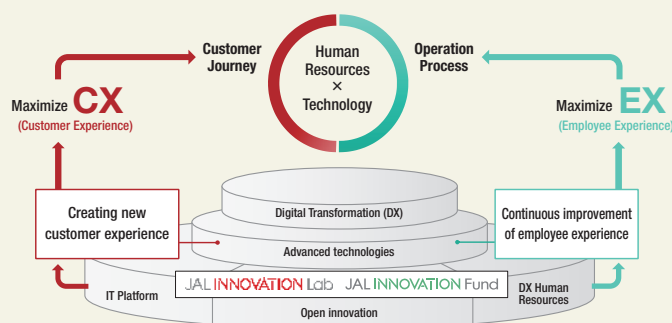 Customer
Journey
Human
Resources
×
Technology
Operation
Process
Maximize CX
(Customer Experience)
Maximize EX
(Employee Experience)
Creating new
customer experience
Digital Transformation (DX)
Advanced technologies
Continuous improvement
of employee experience
IT Platform
JAL INNOVATION Lab JAL INNOVATION Fund
DX Human
Resources
Open innovation